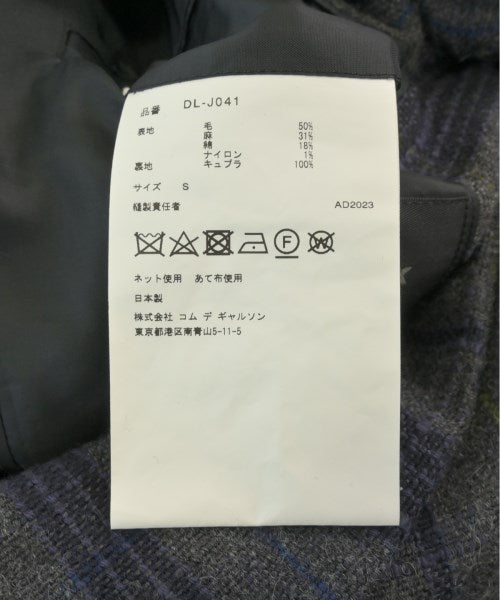 品番 DL-J041
表地 毛 50%
麻 31%
綿 18%
ナイロン 1%
裏地 キュプラ 100%
サイズ S
縫製責任者 AD2023
F W
ネット使用 あて布使用
日本製
株式会社 コム デ ギャルソン
東京都港区南青山5-11-5